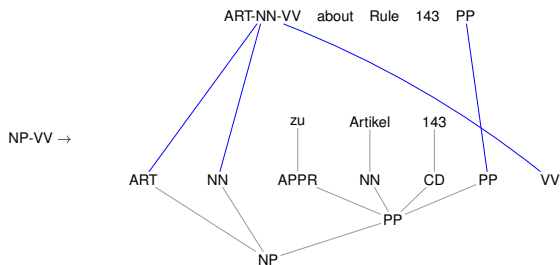 ART-NN-VV about Rule 143 PP
zu Artikel 143
NP-VV →
ART NN APPR NN CD PP VV
PP
NP